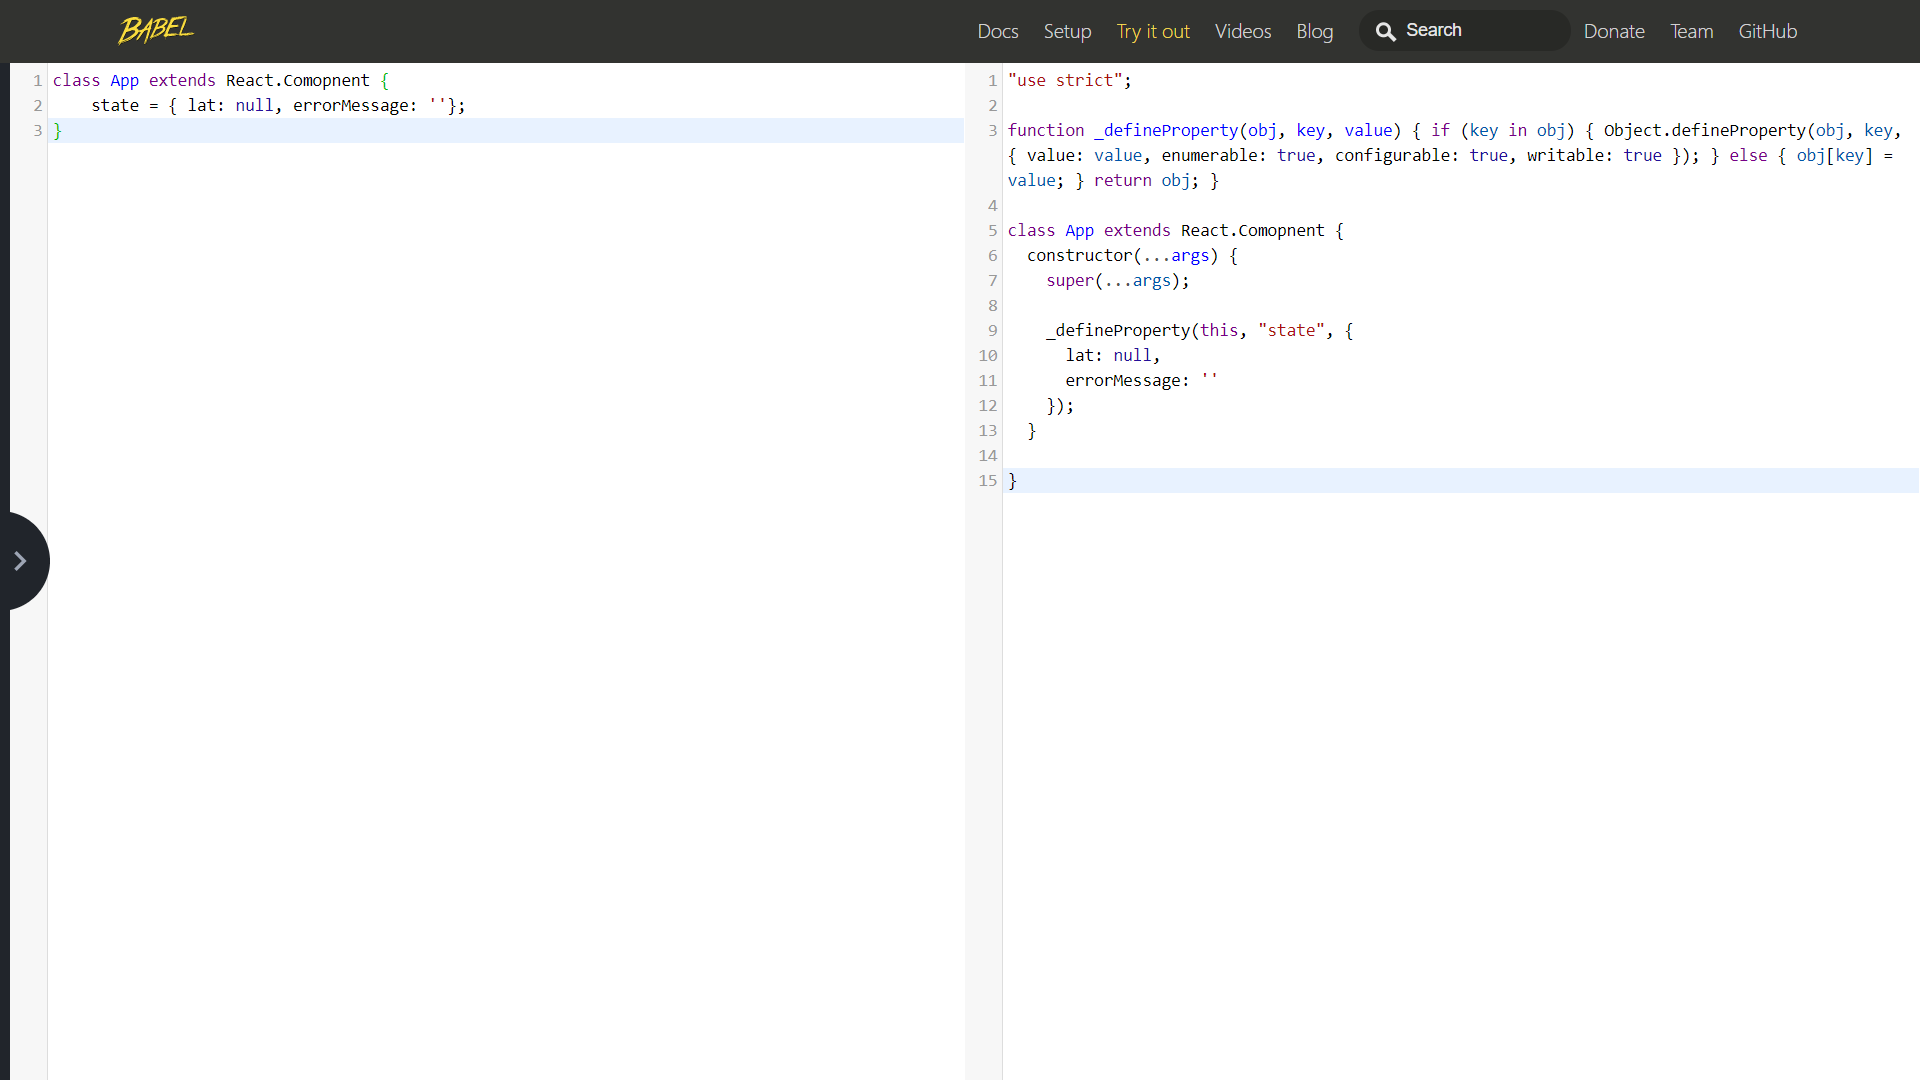 BABEL
Docs Setup Try it out Videos Blog Search Donate Team GitHub
1 class App extends React.Comopnent {
2     state = { lat: null, errorMessage: ''};
3 }
1 "use strict";
2
3 function _defineProperty(obj, key, value) { if (key in obj) { Object.defineProperty(obj, key,
{ value: value, enumerable: true, configurable: true, writable: true }); } else { obj[key] =
value; } return obj; }
4
5 class App extends React.Comopnent {
6   constructor(...args) {
7     super(...args);
8
9     _defineProperty(this, "state", {
10       lat: null,
11       errorMessage: ''
12     });
13   }
14
15 }